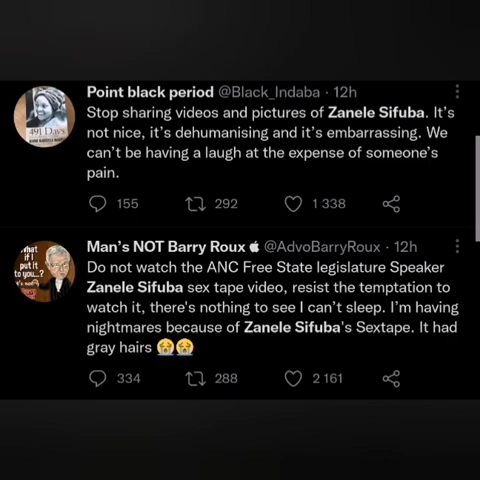 Point black period @Black_Indaba · 12h
Stop sharing videos and pictures of Zanele Sifuba. It's
not nice, it's dehumanising and it's embarrassing. We
can't be having a laugh at the expense of someone's
pain.
491 Days
155 292 1 338
Man's NOT Barry Roux @AdvoBarryRoux · 12h
What
if I
put it
to you...?
Do not watch the ANC Free State legislature Speaker
Zanele Sifuba sex tape video, resist the temptation to
watch it, there's nothing to see I can't sleep. I'm having
nightmares because of Zanele Sifuba's Sextape. It had
gray hairs 😭😭
334 288 2 161